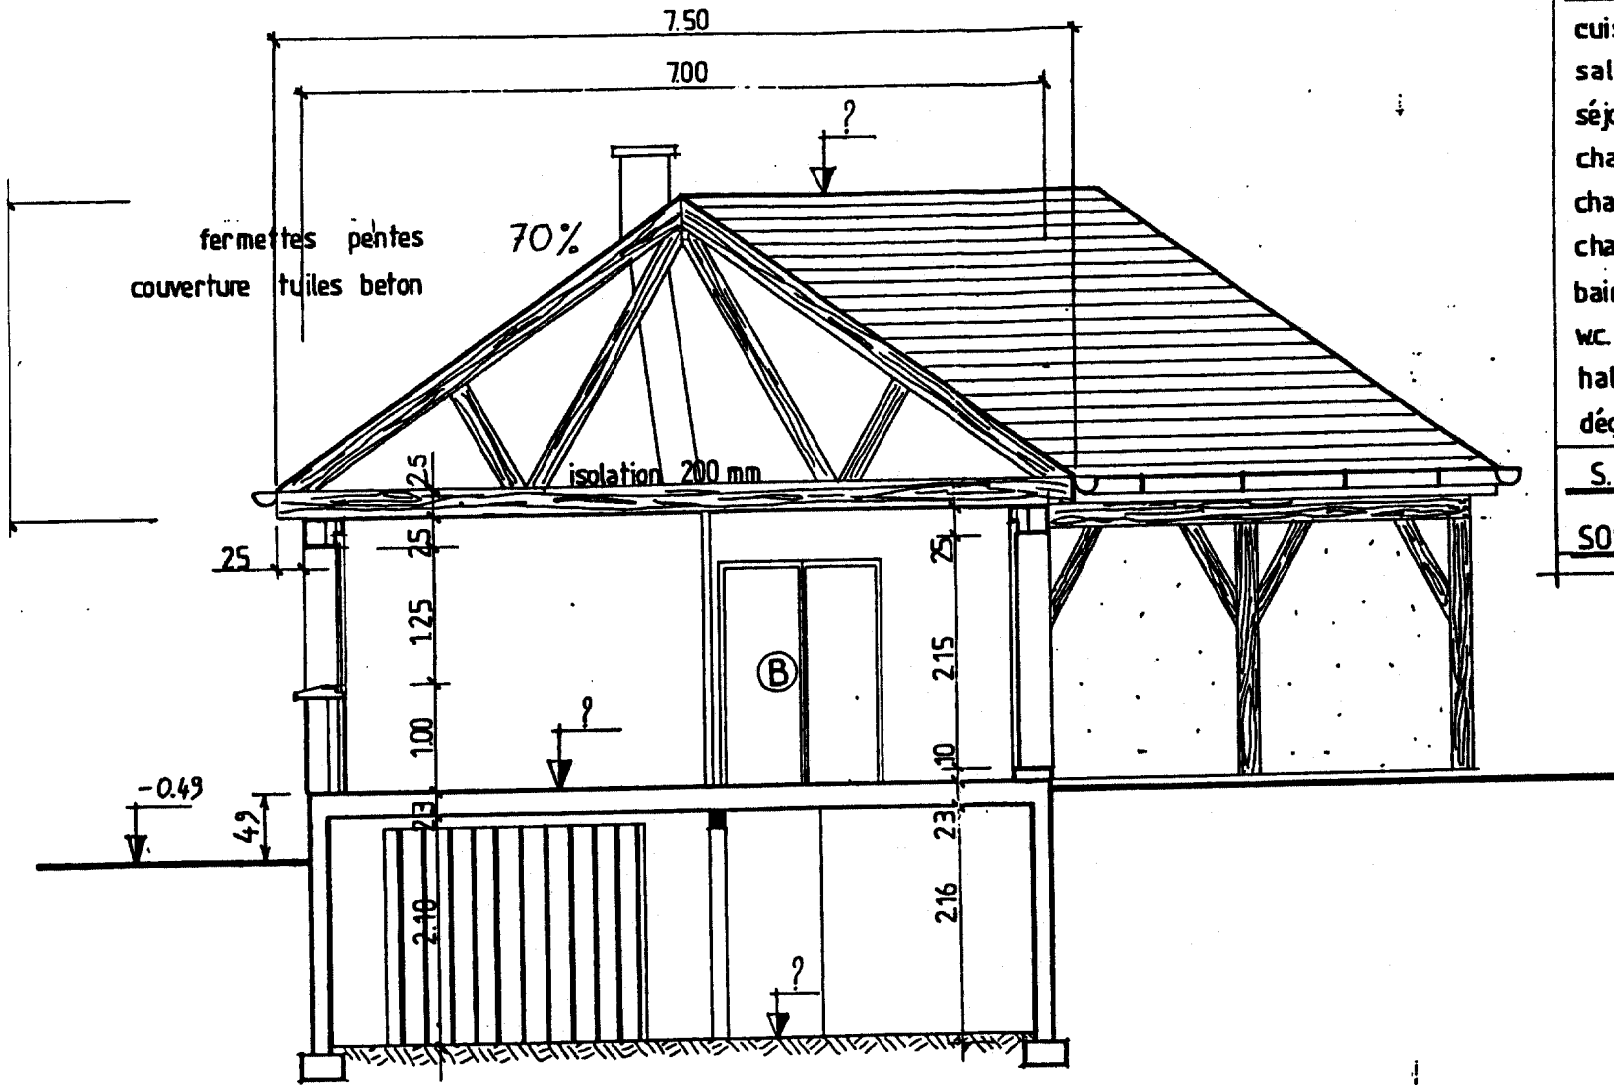 7.50
7.00
?
fermettes pentes 70%
couverture tuiles beton
isolation 200 mm
25
25
25
25
1.25
2.15
B
?
1.00
10
-0.49
49
23
23
2.10
2.16
?
cuis
sal
séjo
cha
cha
cha
bain
w.c.
hal
dég
S.
SO